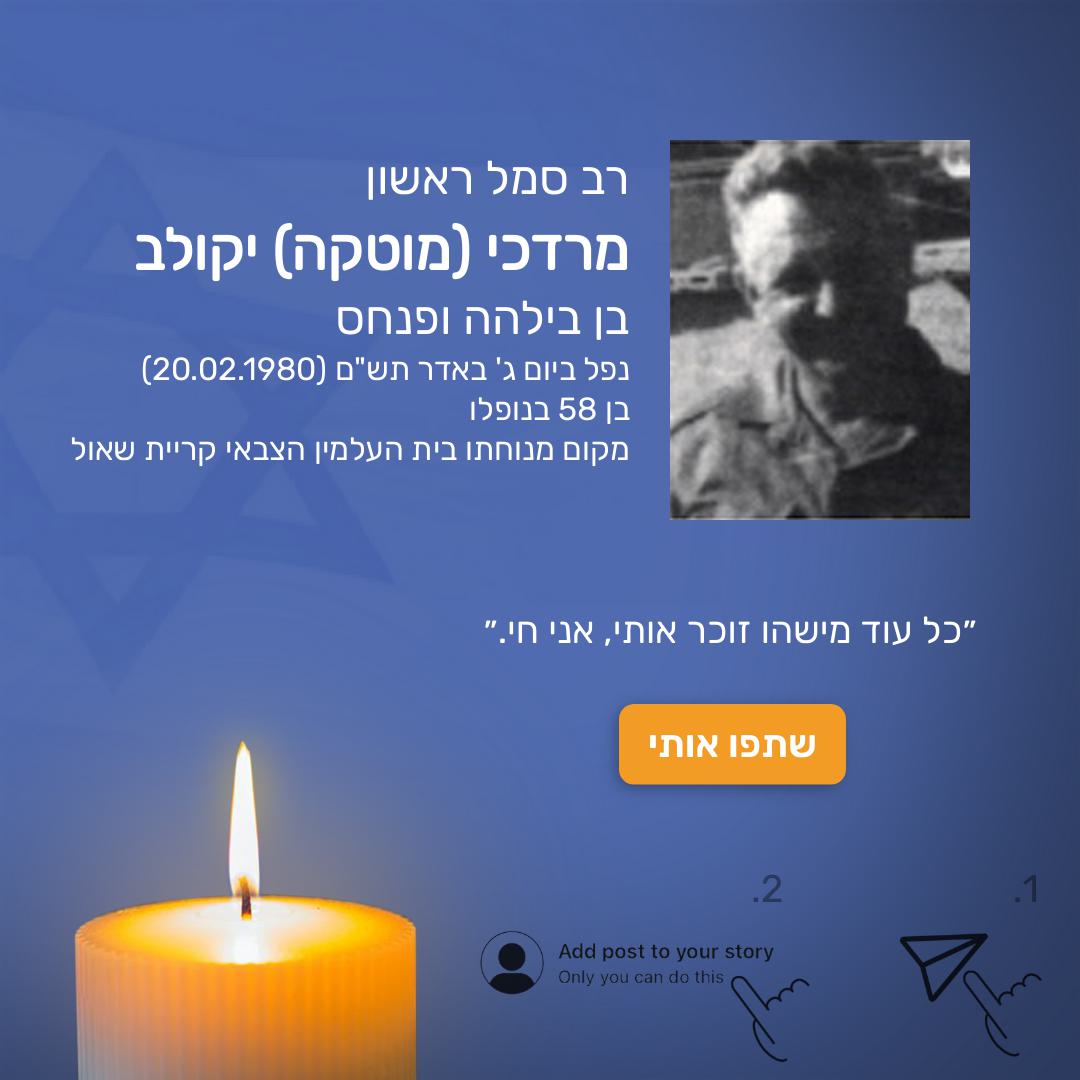 רב סמל ראשון
מרדכי (מוטקה) יקולב
בן בילהה ופנחס
נפל ביום ג' באדר תש"ם (20.02.1980)
בן 58 בנופלו
מקום מנוחתו בית העלמין הצבאי קריית שאול
״כל עוד מישהו זוכר אותי, אני חי.״
שתפו אותי
.1
.2
Add post to your story
Only you can do this